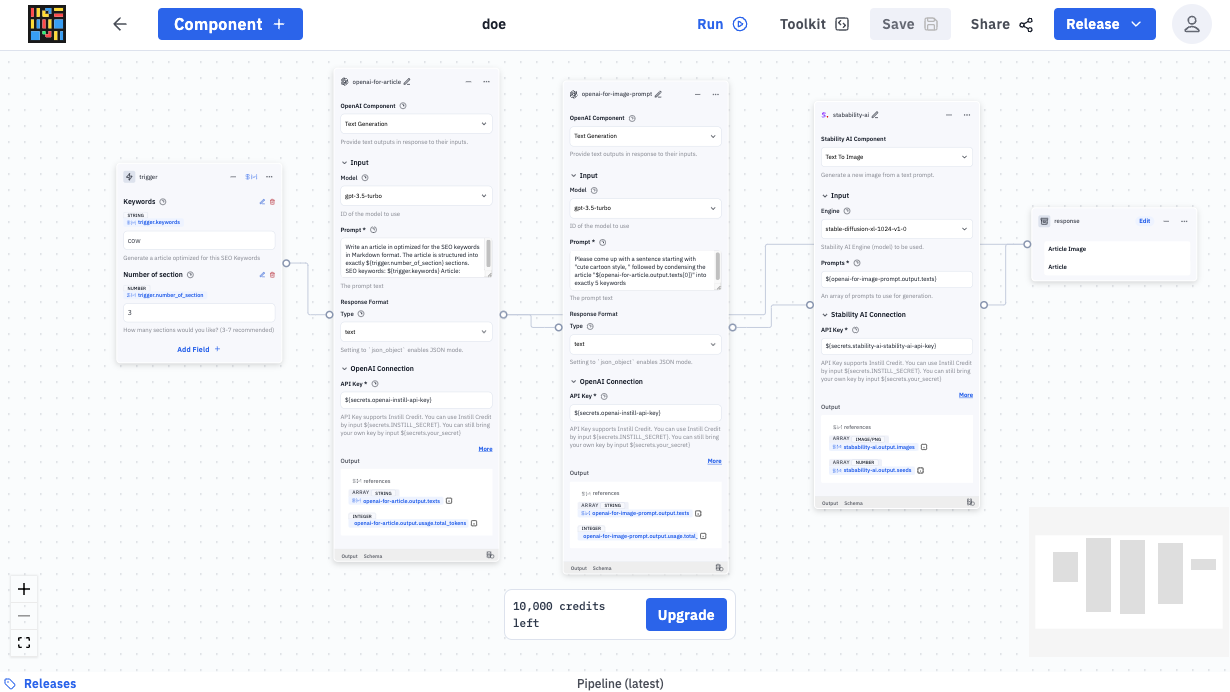 Component +
doe
Run
Toolkit
Save
Share
Release
trigger
Keywords
STRING
trigger.keywords
cow
Generate a article optimized for this SEO Keywords
Number of section
NUMBER
trigger.number_of_section
3
How many sections would you like? (3-7 recommended)
Add Field +
openai-for-article
OpenAI Component
Text Generation
Provide text outputs in response to their inputs.
Input
Model
gpt-3.5-turbo
ID of the model to use
Prompt *
Write an article in optimized for the SEO keywords
in Markdown format. The article is structured into
exactly ${trigger.number_of_section} sections.
SEO keywords: ${trigger.keywords} Article:
The prompt text
Response Format
Type
text
Setting to `json_object` enables JSON mode.
OpenAI Connection
API Key *
${secrets.openai-instill-api-key}
API Key supports Instill Credit. You can use Instill Credit
by input ${secrets.INSTILL_SECRET}. You can still bring
your own key by input ${secrets.your_secret}
More
Output
references
ARRAY STRING
openai-for-article.output.texts
INTEGER
openai-for-article.output.usage.total_tokens
Output Schema
openai-for-image-prompt
OpenAI Component
Text Generation
Provide text outputs in response to their inputs.
Input
Model
gpt-3.5-turbo
ID of the model to use
Prompt *
Please come up with a sentence starting with
"cute cartoon style, " followed by condensing the
article "${openai-for-article.output.texts[0]}" into
exactly 5 keywords
The prompt text
Response Format
Type
text
Setting to `json_object` enables JSON mode.
OpenAI Connection
API Key *
${secrets.openai-instill-api-key}
API Key supports Instill Credit. You can use Instill Credit
by input ${secrets.INSTILL_SECRET}. You can still bring
your own key by input ${secrets.your_secret}
More
Output
references
ARRAY STRING
openai-for-image-prompt.output.texts
INTEGER
openai-for-image-prompt.output.usage.total_
Output Schema
stabability-ai
Stability AI Component
Text To Image
Generate a new image from a text prompt.
Input
Engine
stable-diffusion-xl-1024-v1-0
Stability AI Engine (model) to be used.
Prompts *
${openai-for-image-prompt.output.texts}
An array of prompts to use for generation.
Stability AI Connection
API Key *
${secrets.stability-ai-stability-ai-api-key}
API Key supports Instill Credit. You can use Instill Credit
by input ${secrets.INSTILL_SECRET}. You can still bring
your own key by input ${secrets.your_secret}
More
Output
references
ARRAY IMAGE/PNG
stabability-ai.output.images
ARRAY NUMBER
stabability-ai.output.seeds
Output Schema
response
Edit
Article Image
Article
10,000 credits
left
Upgrade
Releases
Pipeline (latest)